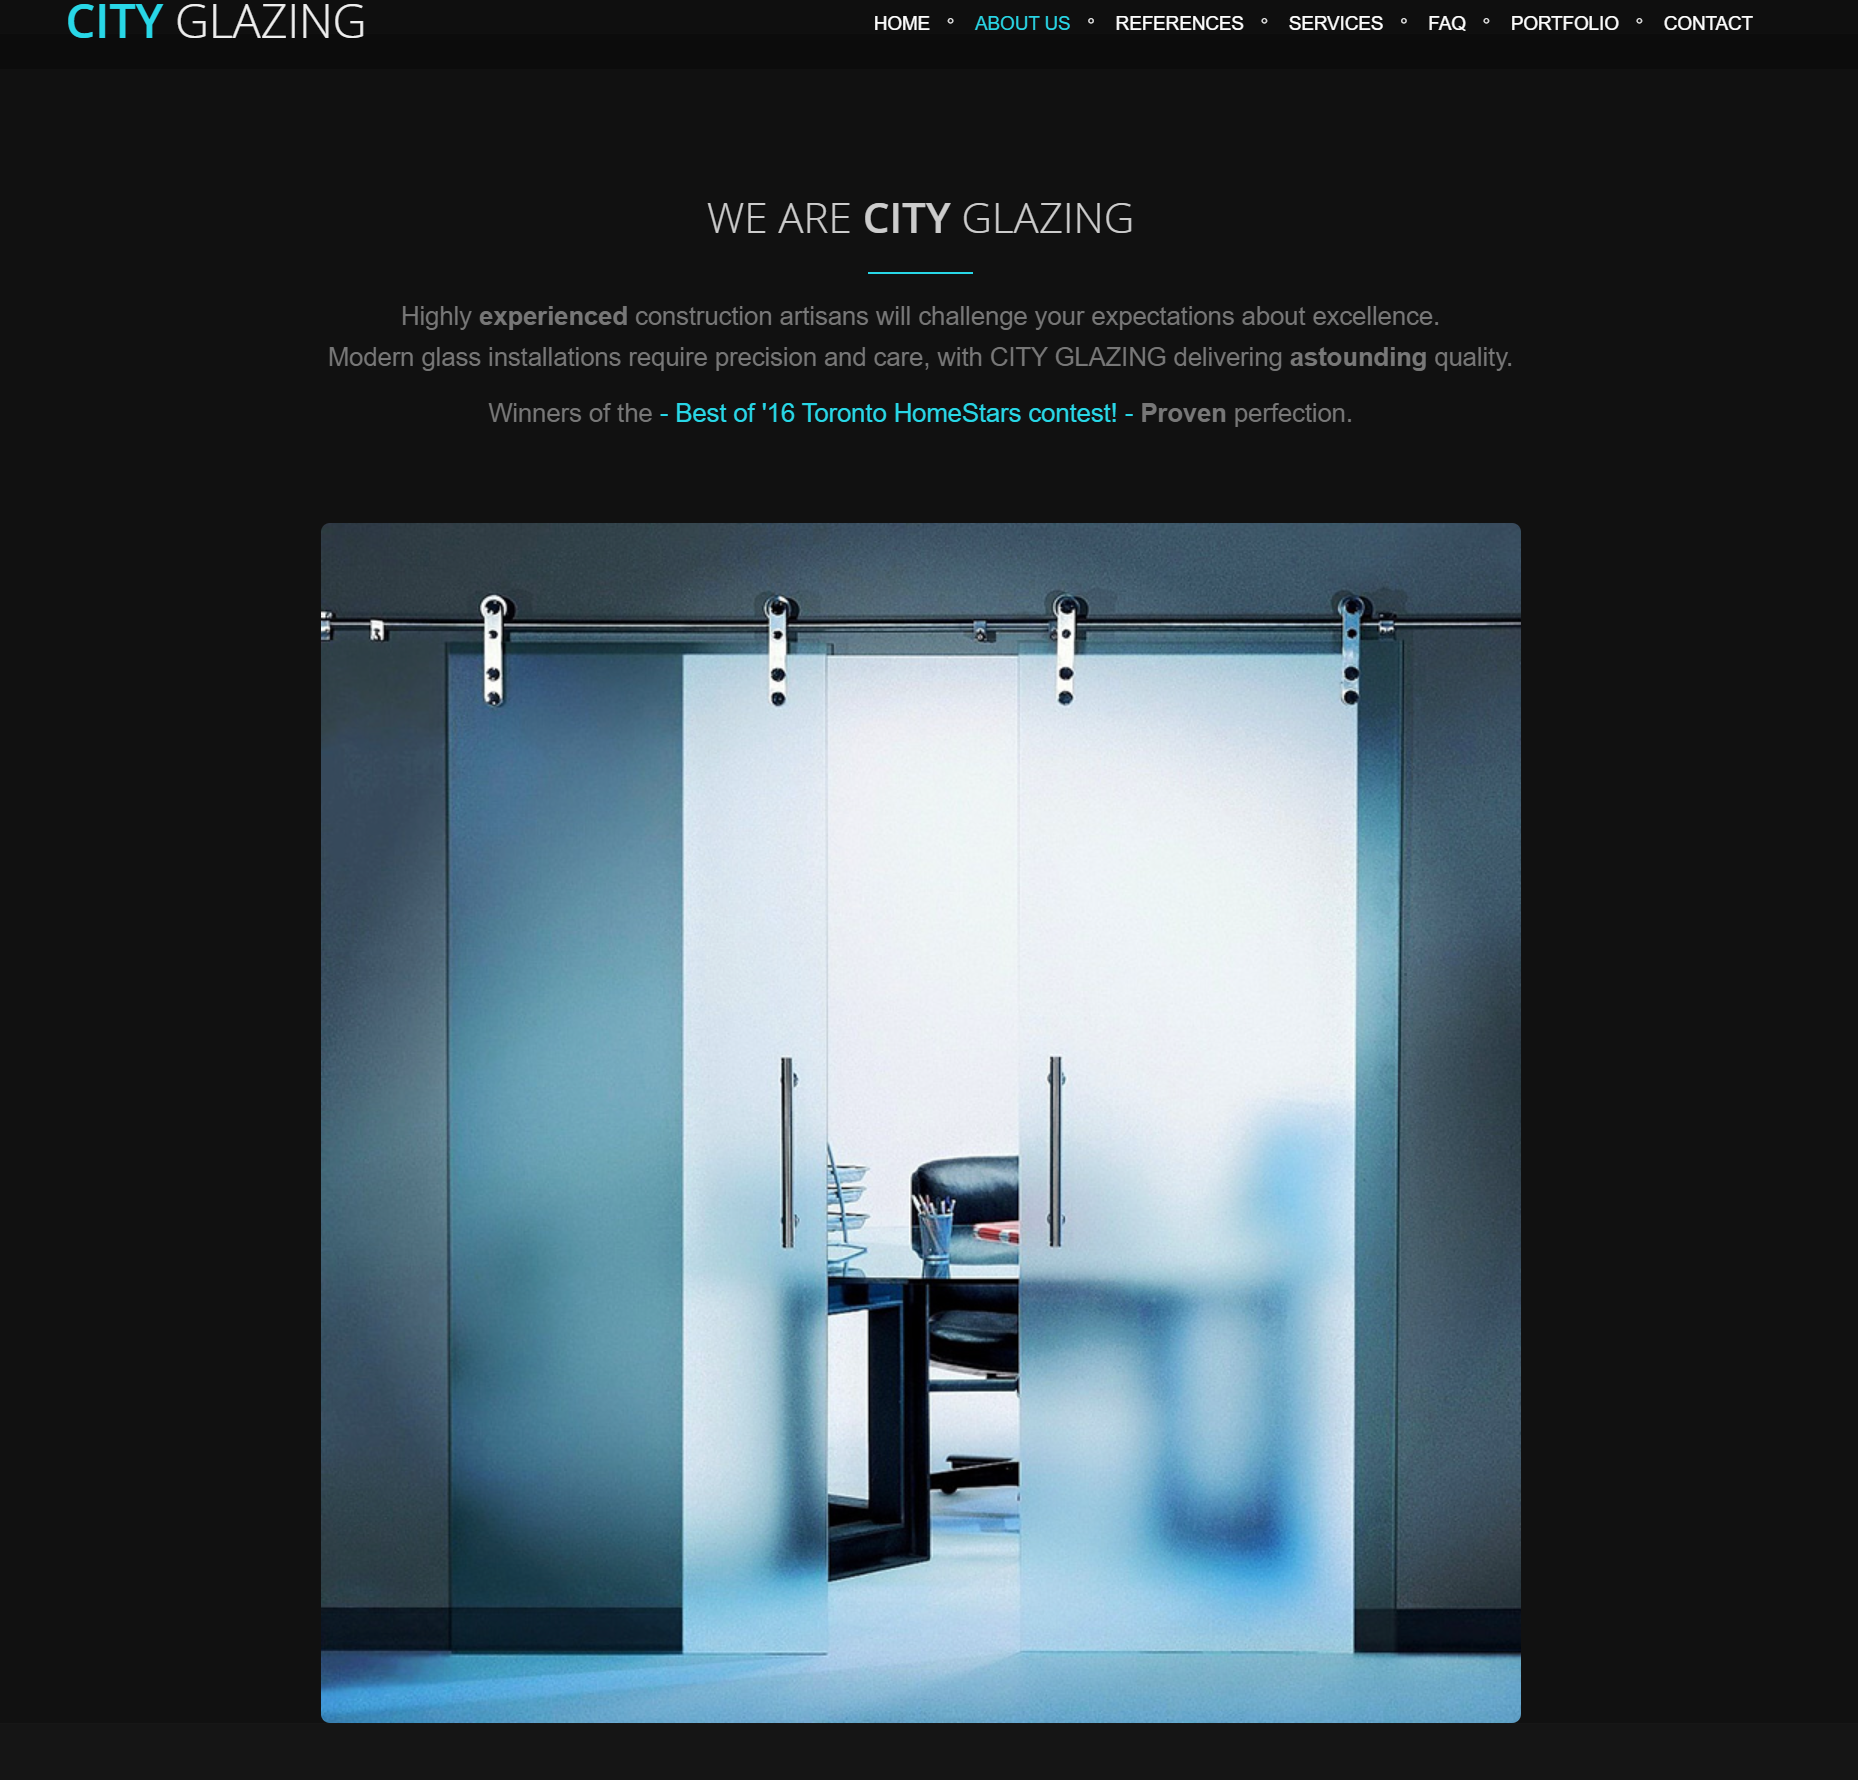 CITY GLAZING
HOME ° ABOUT US ° REFERENCES ° SERVICES ° FAQ ° PORTFOLIO ° CONTACT
WE ARE CITY GLAZING
Highly experienced construction artisans will challenge your expectations about excellence.
Modern glass installations require precision and care, with CITY GLAZING delivering astounding quality.
Winners of the - Best of '16 Toronto HomeStars contest! - Proven perfection.